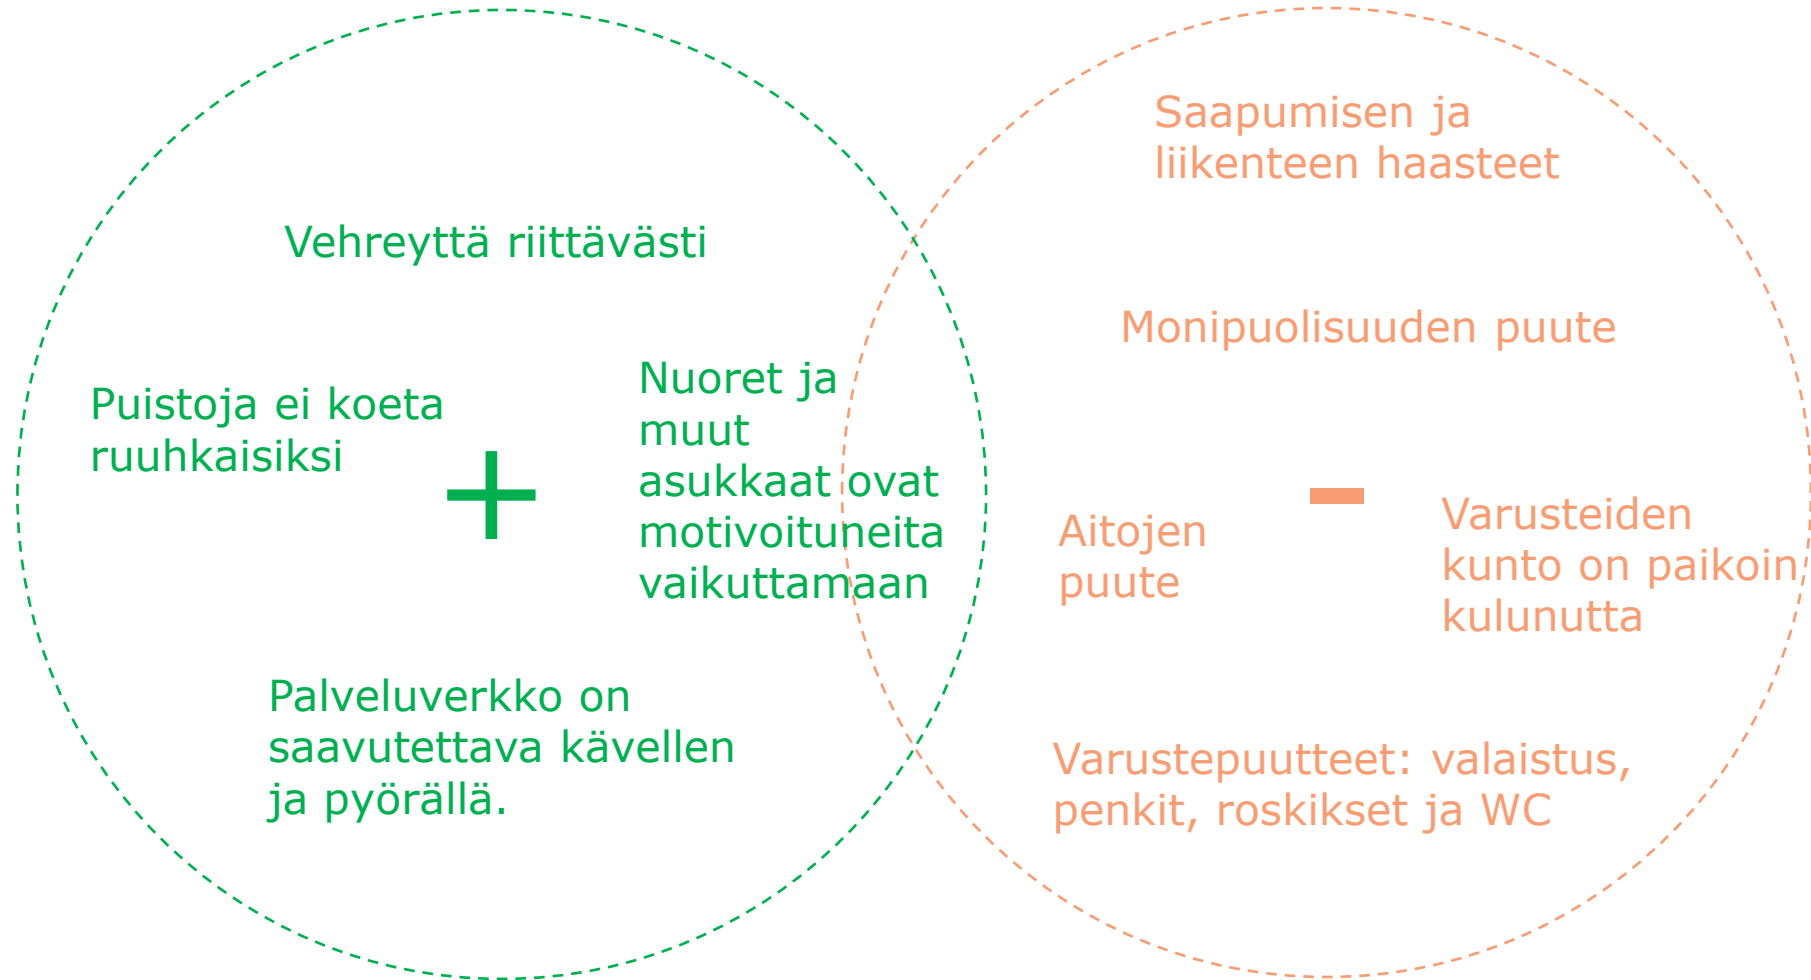 Vehreyttä riittävästi
Puistoja ei koeta
ruuhkaisiksi
+
Nuoret ja
muut
asukkaat ovat
motivoituneita
vaikuttamaan
Palveluverkko on
saavutettava kävellen
ja pyörällä.
Saapumisen ja
liikenteen haasteet
Monipuolisuuden puute
-
Aitojen
puute
Varusteiden
kunto on paikoin
kulunutta
Varustepuutteet: valaistus,
penkit, roskikset ja WC